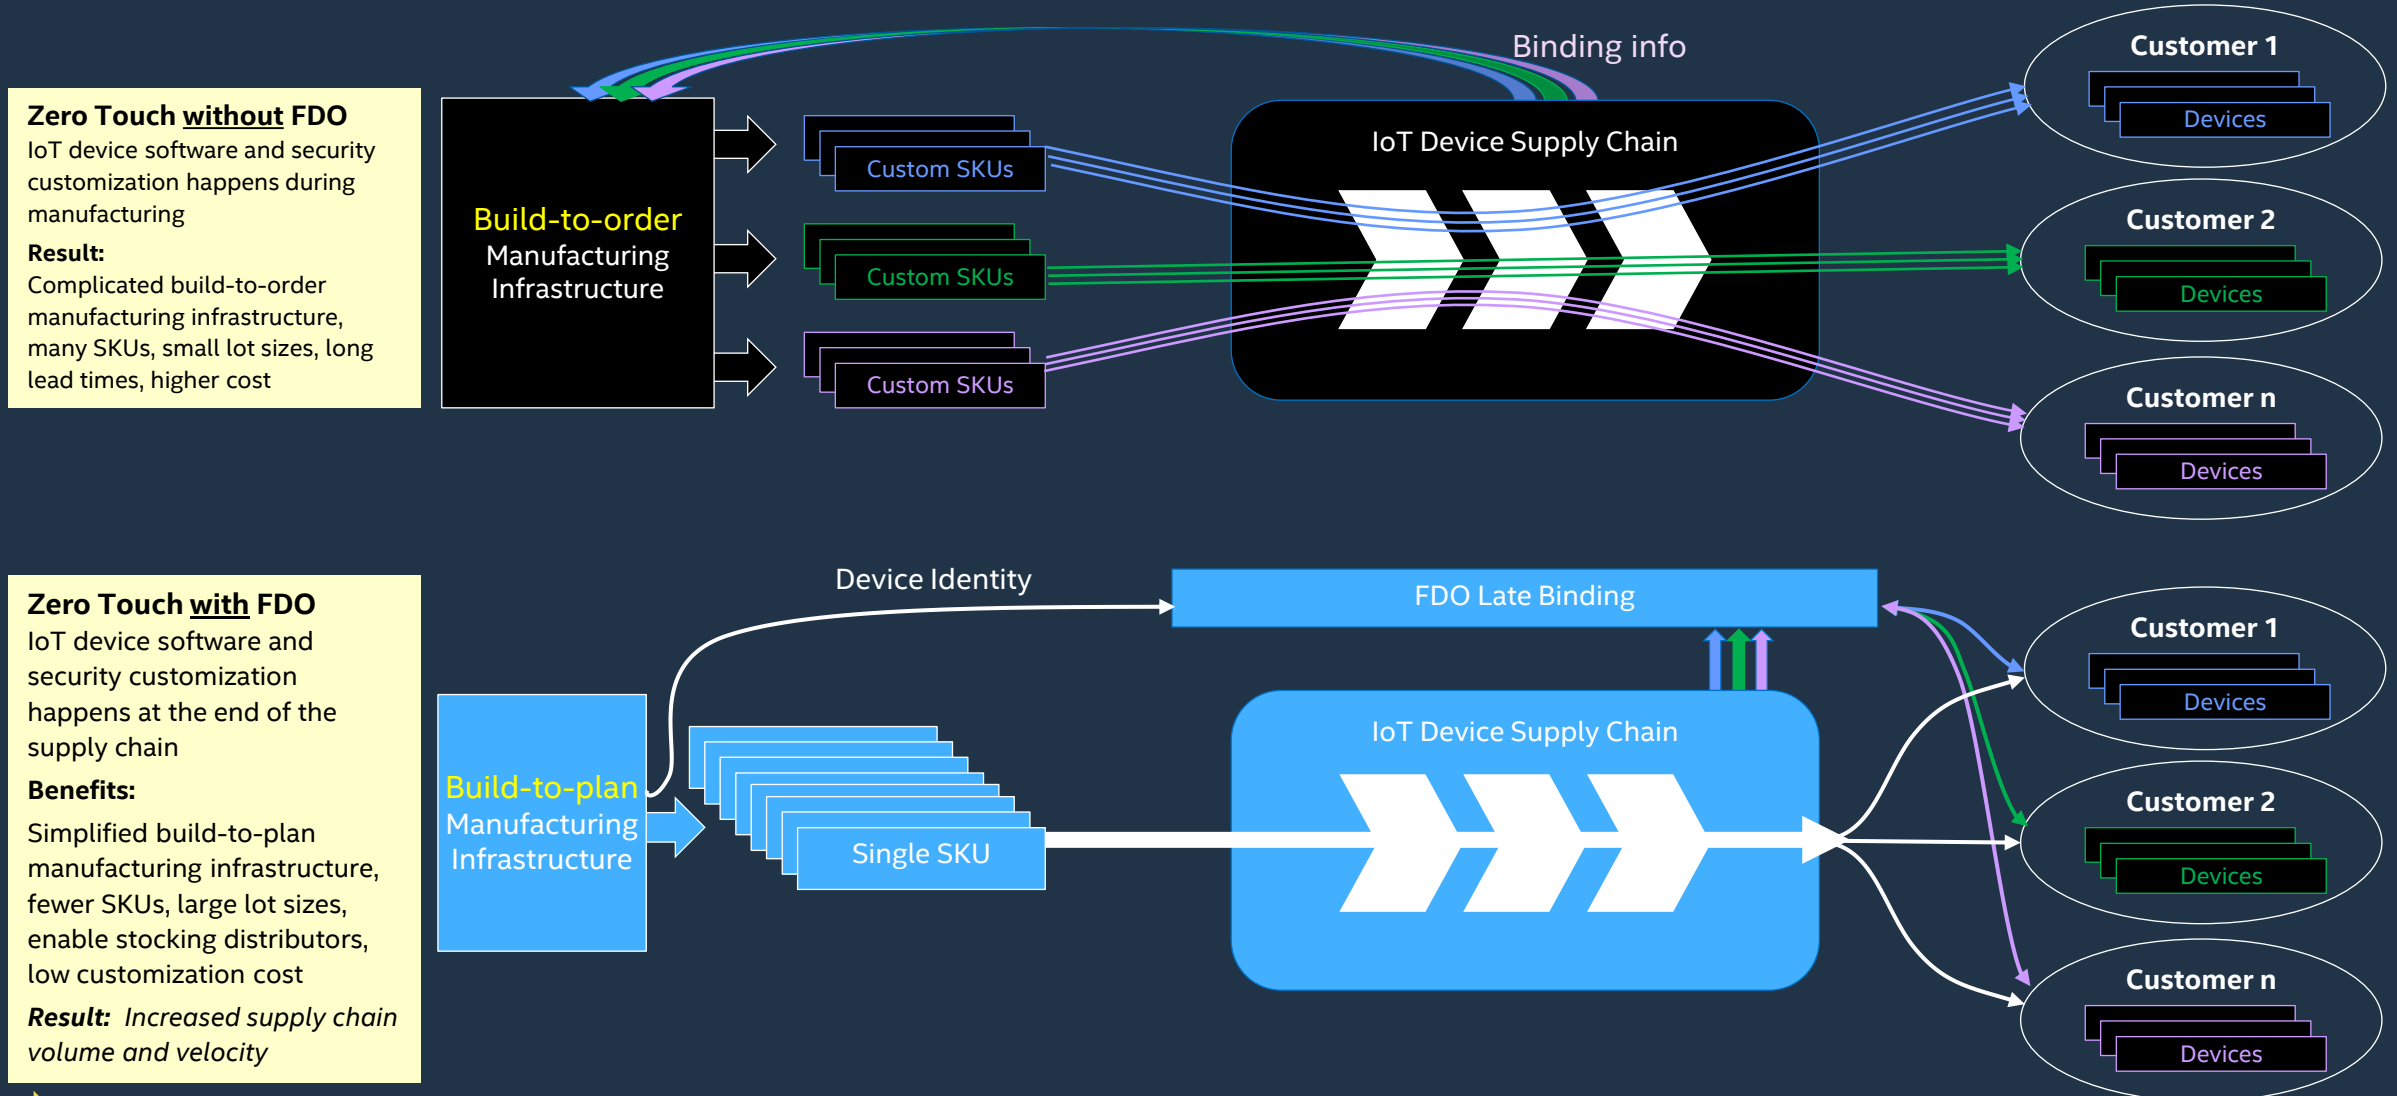 Binding info
Zero Touch without FDO
IoT device software and security
customization happens during
manufacturing
Result:
Complicated build-to-order
manufacturing infrastructure,
many SKUs, small lot sizes, long
lead times, higher cost
Build-to-order
Manufacturing
Infrastructure
Custom SKUs
Custom SKUs
Custom SKUs
IoT Device Supply Chain
Customer 1
Devices
Customer 2
Devices
Customer n
Devices
Zero Touch with FDO
IoT device software and
security customization
happens at the end of the
supply chain
Benefits:
Simplified build-to-plan
manufacturing infrastructure,
fewer SKUs, large lot sizes,
enable stocking distributors,
low customization cost
Result: Increased supply chain
volume and velocity
Build-to-plan
Manufacturing
Infrastructure
Device Identity
Single SKU
FDO Late Binding
IoT Device Supply Chain
Customer 1
Devices
Customer 2
Devices
Customer n
Devices